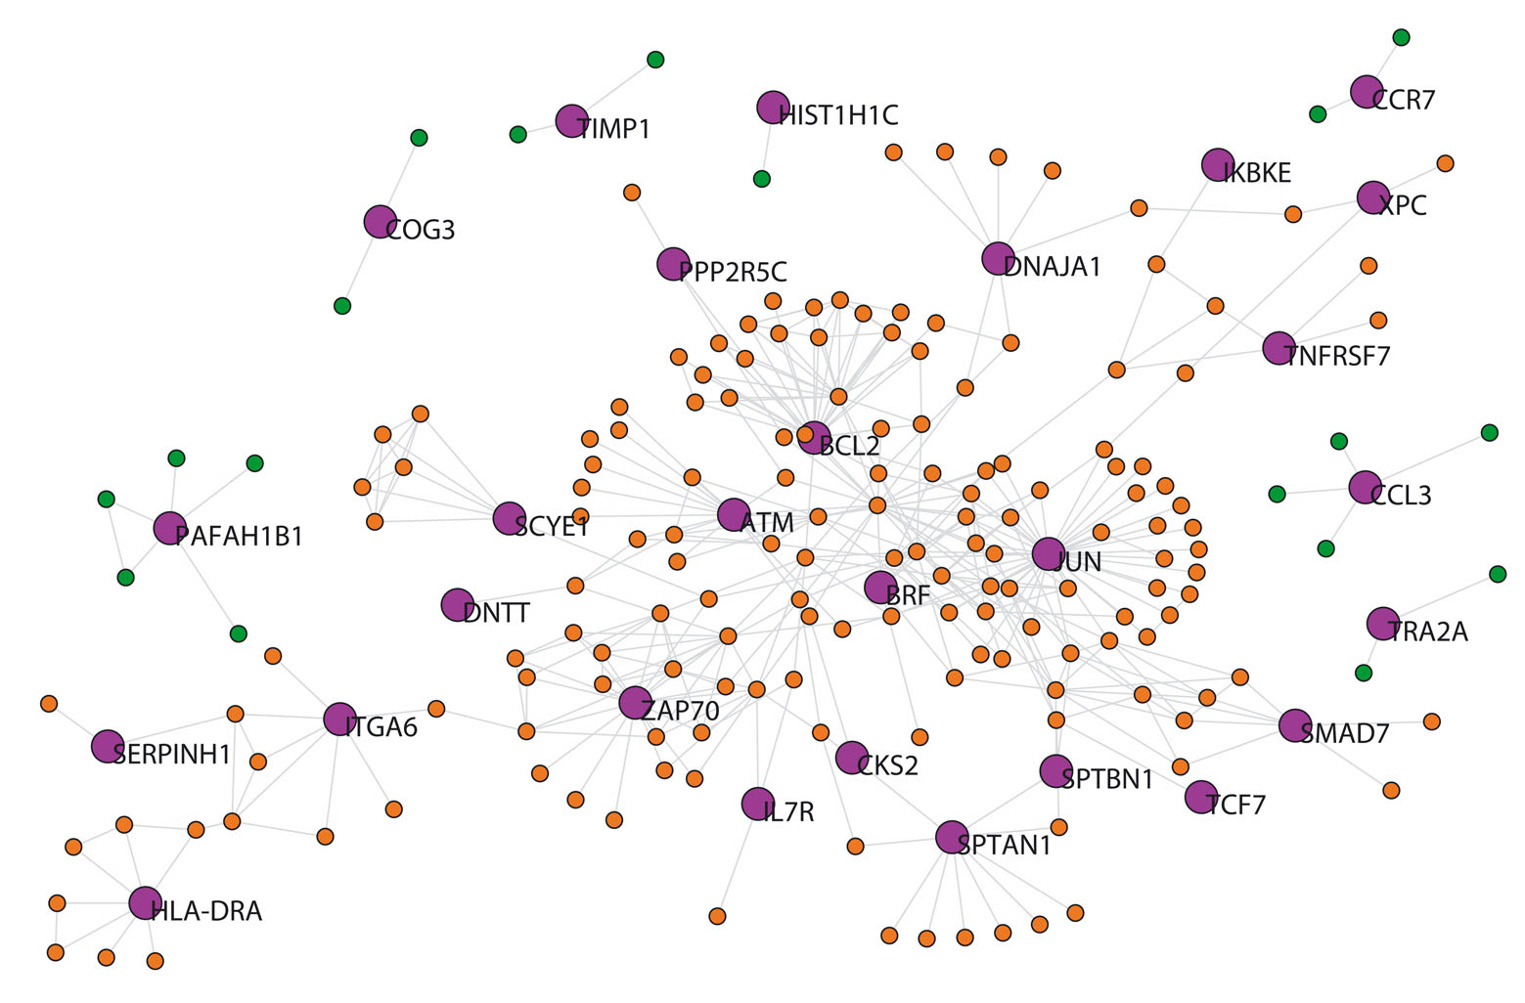 CCR7
HIST1H1C
TIMP1
IKBKE
XPC
COG3
PPP2R5C
DNAJA1
TNFRSF7
BCL2
CCL3
SCYE1
ATM
PAFAH1B1
JUN
BRF
DNTT
TRA2A
ZAP70
ITGA6
SMAD7
SERPINH1
CKS2
SPTBN1
TCF7
IL7R
SPTAN1
HLA-DRA